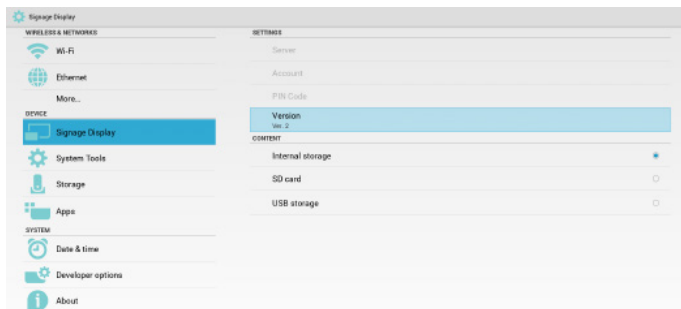 Signage Display
WIRELESS & NETWORKS
Wi-Fi
Ethernet
More...
DEVICE
Signage Display
System Tools
Storage
Apps
SYSTEM
Date & time
Developer options
About
SETTINGS
Server
Account
PIN Code
Version
Ver. 2
CONTENT
Internal storage
SD card
USB storage